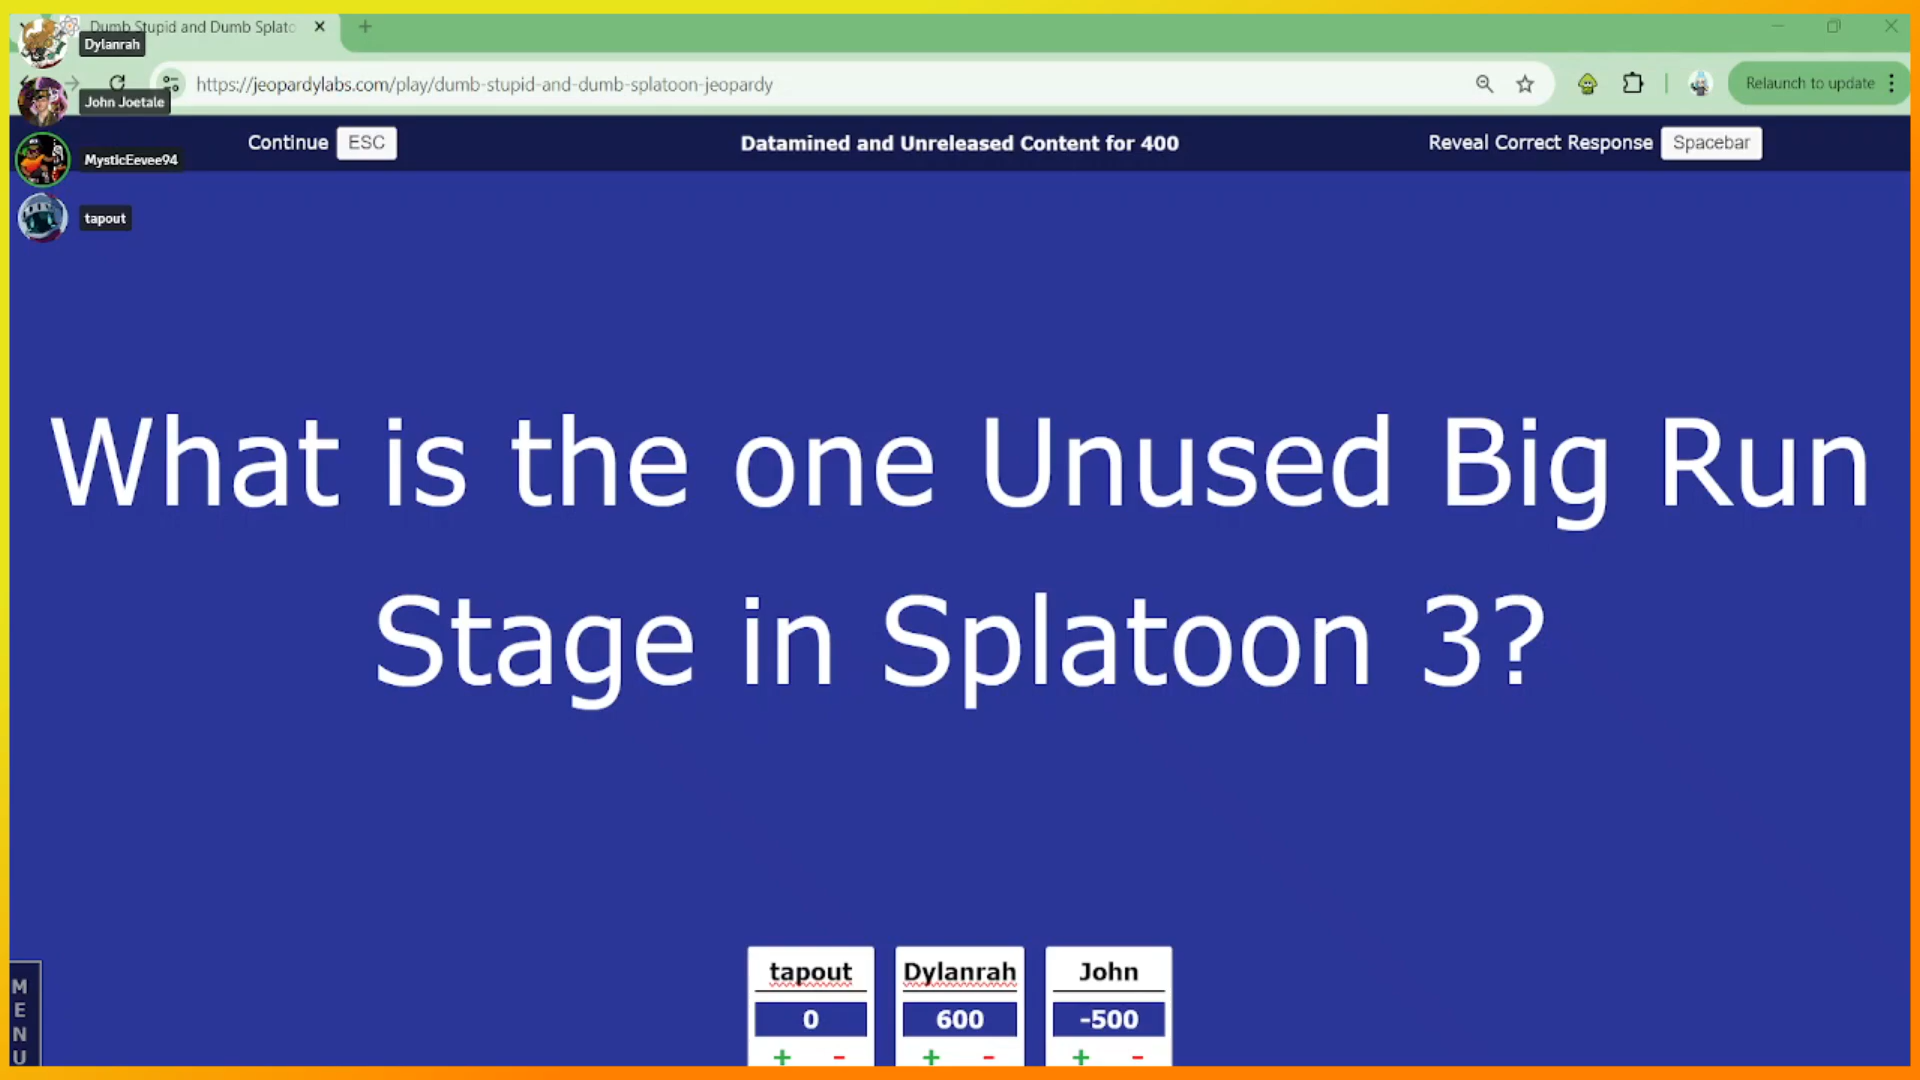 Dumb Stupid and Dumb Splato
Dylanrah
https://jeopardylabs.com/play/dumb-stupid-and-dumb-splatoon-jeopardy
Relaunch to update
John Joetale
Continue ESC
Datamined and Unreleased Content for 400
Reveal Correct Response Spacebar
MysticEevee94
tapout
What is the one Unused Big Run
Stage in Splatoon 3?
MENU
tapout Dylanrah John
0 600 -500
+ - + - + -